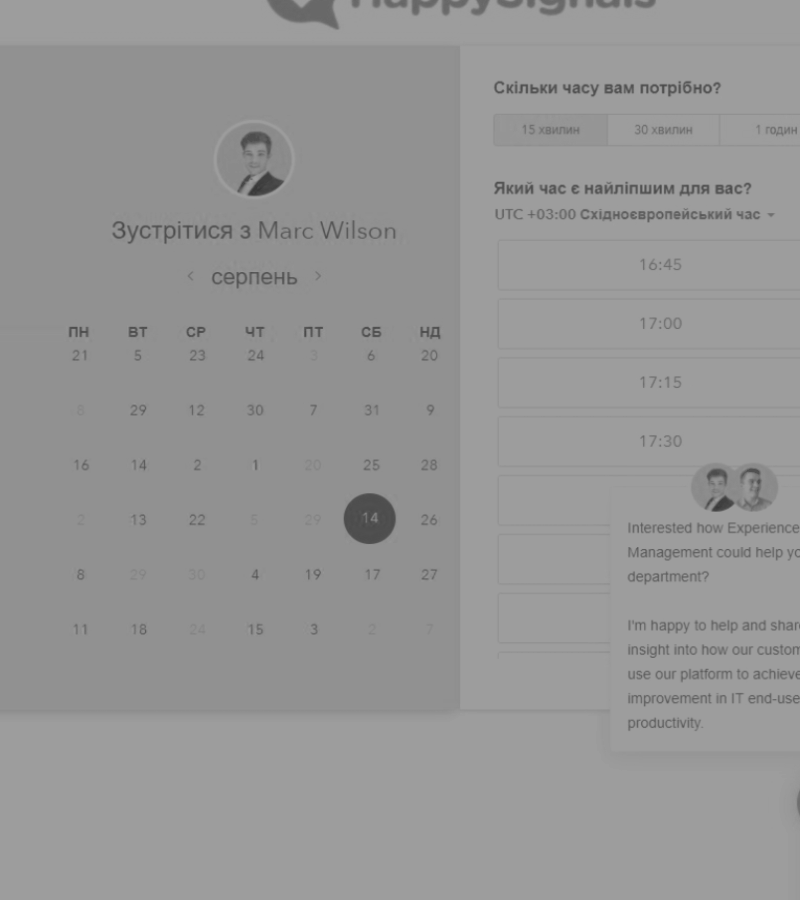 HappySignals
Зустрітися з Marc Wilson
< серпень >
ПН ВТ СР ЧТ ПТ СБ НД
21 5 23 24 3 6 20
8 29 12 30 7 31 9
16 14 2 1 20 25 28
2 13 22 5 29 14 26
8 29 30 4 19 17 27
11 18 24 15 3 2 7
Скільки часу вам потрібно?
15 хвилин 30 хвилин 1 годин
Який час є найліпшим для вас?
UTC +03:00 Східноєвропейський час
16:45
17:00
17:15
17:30
Interested how Experience
Management could help yo
department?
I'm happy to help and shar
insight into how our custom
use our platform to achieve
improvement in IT end-use
productivity.